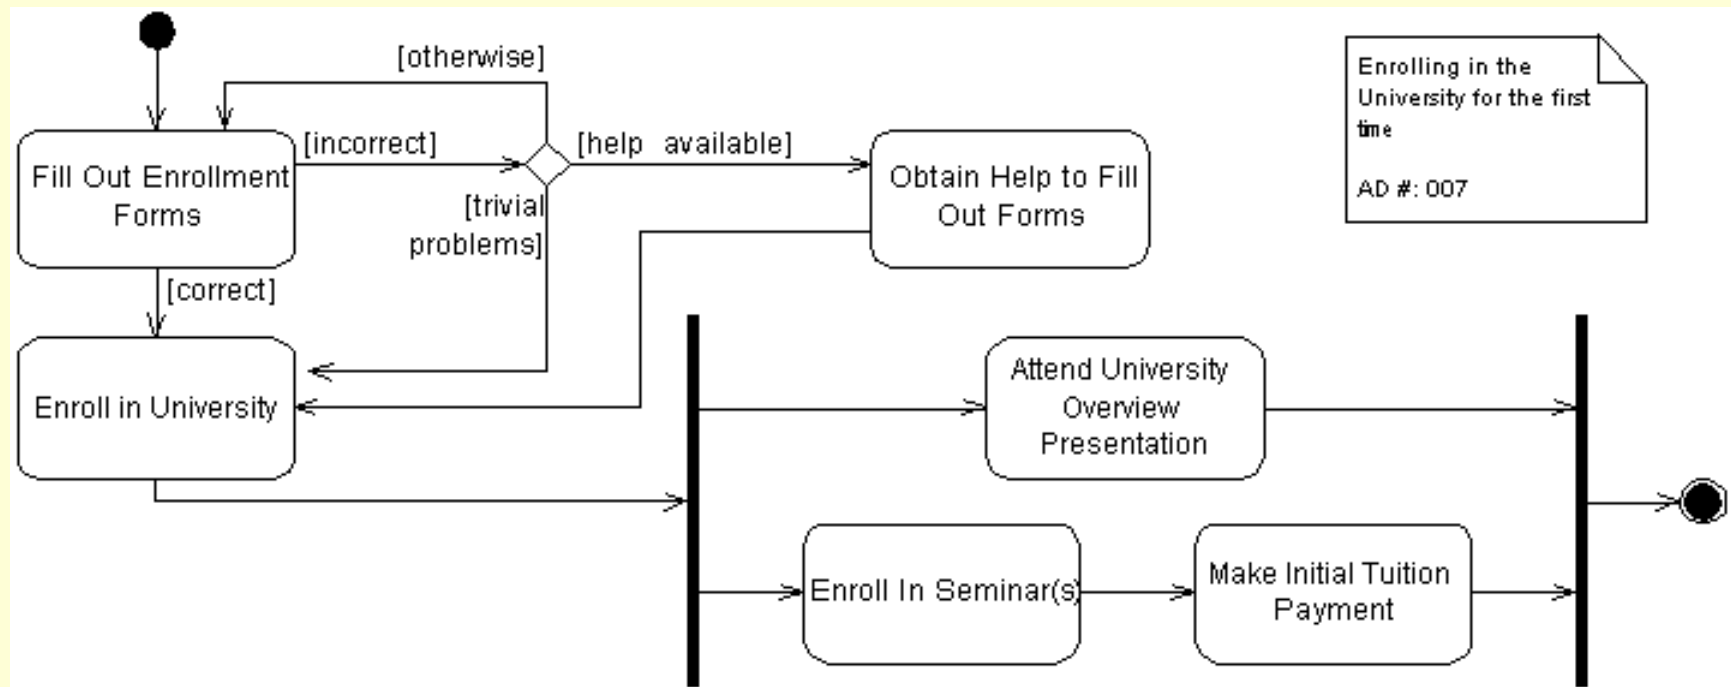 [otherwise]
Enrolling in the
University for the first
time
AD #: 007
[incorrect]
[help available]
Fill Out Enrollment
Forms
[trivial
problems]
Obtain Help to Fill
Out Forms
[correct]
Enroll in University
Attend University
Overview
Presentation
Enroll In Seminar(s)
Make Initial Tuition
Payment